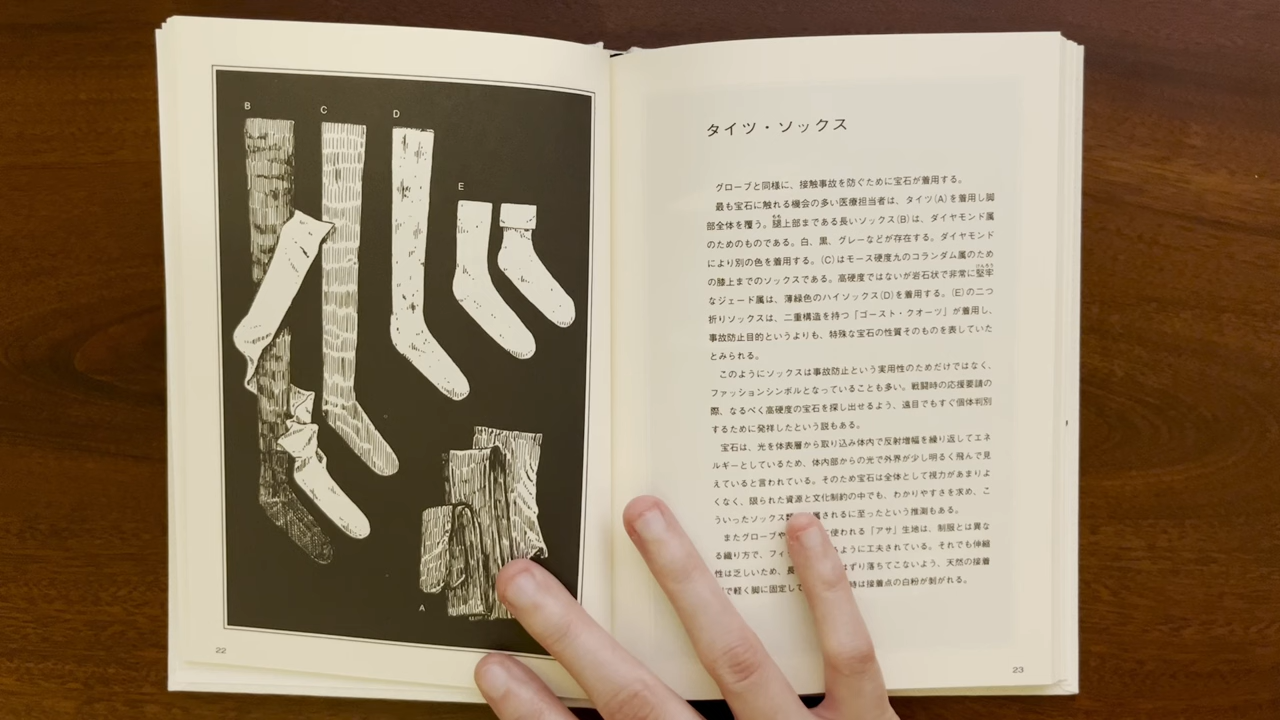 B
C
D
E
A
22
タイツ・ソックス
グローブと同様に、接触事故を防ぐために宝石が着用する。
最も宝石に触れる機会の多い医療担当者は、タイツ(A)を着用し脚
部全体を覆う。腿上部まである長いソックス(B)は、ダイヤモンド属
のためのものである。白、黒、グレーなどが存在する。ダイヤモンド
により別の色を着用する。(C)はモース硬度九のコランダム属のため
の膝上までのソックスである。高硬度ではないが岩石状で非常に堅牢
なジェード属は、薄緑色のハイソックス(D)を着用する。(E)の二つ
折りソックスは、二重構造を持つ「ゴースト・クオーツ」が着用し、
事故防止目的というよりも、特殊な宝石の性質そのものを表していた
とみられる。
このようにソックスは事故防止という実用性のためだけではなく、
ファッションシンボルとなっていることも多い。戦闘時の応援要請の
際、なるべく高硬度の宝石を探し出せるよう、遠目でもすぐ個体判別
するために発祥したという説もある。
宝石は、光を体表層から取り込み体内で反射増幅を繰り返してエネ
ルギーとしているため、体内部からの光で外界が少し明るく飛んで見
えていると言われている。そのため宝石は全体として視力があまりよ
くなく、限られた資源と文化制約の中でも、わかりやすさを求め、こ
ういったソックス属されるに至ったという推測もある。
またグローブや使われる「アサ」生地は、制服とは異な
る織り方で、フィるように工夫されている。それでも伸縮
性は乏しいため、長はずり落ちてこないよう、天然の接着
で軽く脚に固定して時は接着点の白粉が剝がれる。
23